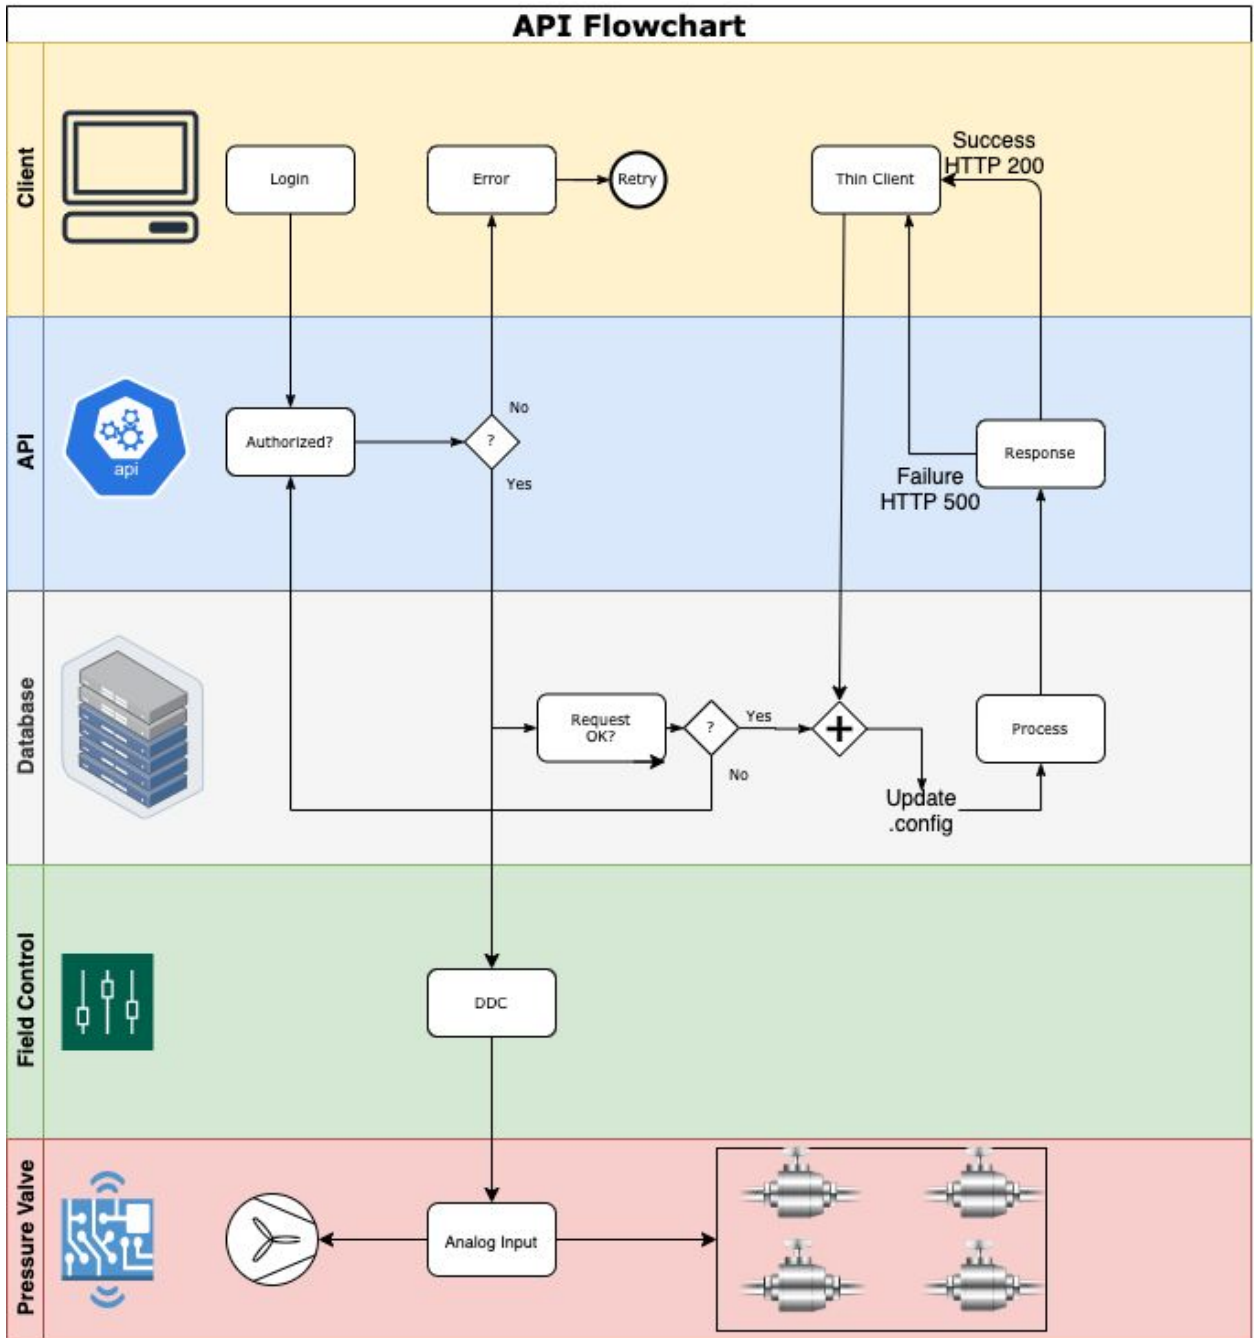 API Flowchart
Client
Login
Error
Retry
Thin Client
Success
HTTP 200
API
api
Authorized?
?
No
Yes
Response
Failure
HTTP 500
Database
Request
OK?
?
Yes
No
Process
Update
.config
Field Control
DDC
Pressure Valve
Analog Input